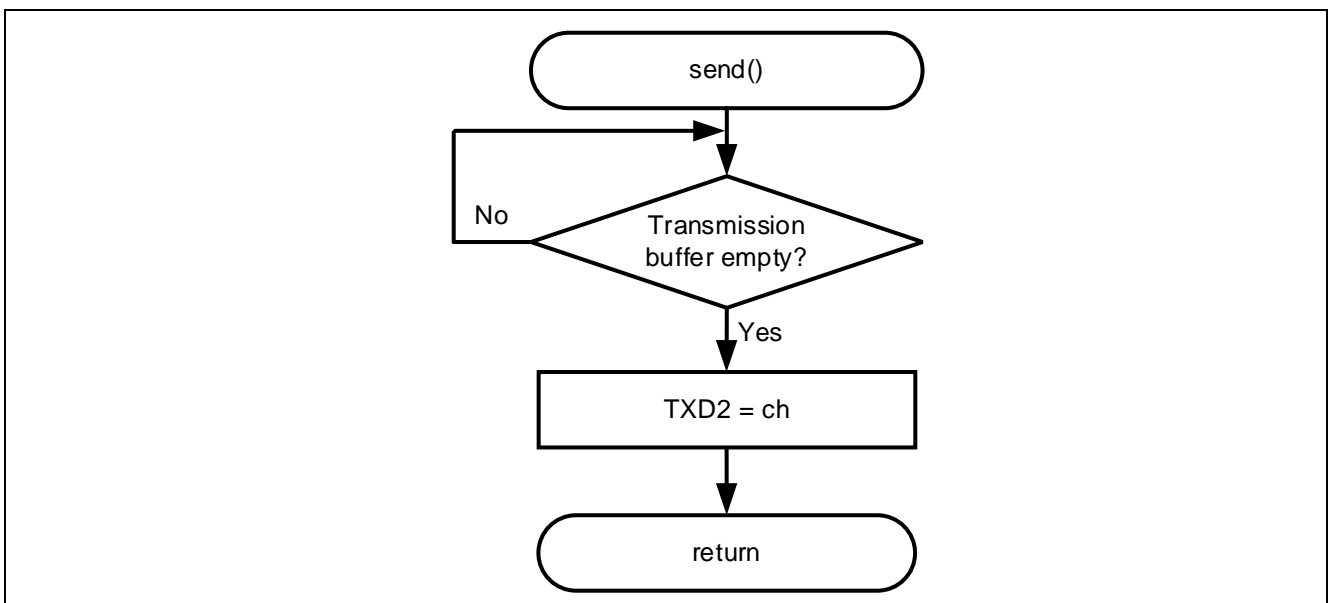 send()
No
Transmission
buffer empty?
Yes
TXD2 = ch
return